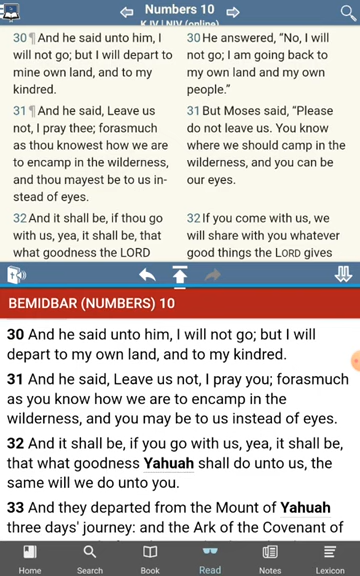 Numbers 10
KJV | NIV (online)
30 ¶ And he said unto him, I
will not go; but I will depart to
mine own land, and to my
kindred.
30 He answered, “No, I will
not go; I am going back to
my own land and my own
people.”
31 ¶ And he said, Leave us
not, I pray thee; forasmuch
as thou knowest how we are
to encamp in the wilderness,
and thou mayest be to us in-
stead of eyes.
31 But Moses said, “Please
do not leave us. You know
where we should camp in the
wilderness, and you can be
our eyes.
32 And it shall be, if thou go
with us, yea, it shall be, that
what goodness the LORD
32 If you come with us, we
will share with you whatever
good things the LORD gives
BEMIDBAR (NUMBERS) 10
30 And he said unto him, I will not go; but I will
depart to my own land, and to my kindred.
31 And he said, Leave us not, I pray you; forasmuch
as you know how we are to encamp in the
wilderness, and you may be to us instead of eyes.
32 And it shall be, if you go with us, yea, it shall be,
that what goodness Yahuah shall do unto us, the
same will we do unto you.
33 And they departed from the Mount of Yahuah
three days' journey: and the Ark of the Covenant of
Home
Search
Book
Read
Notes
Lexicon